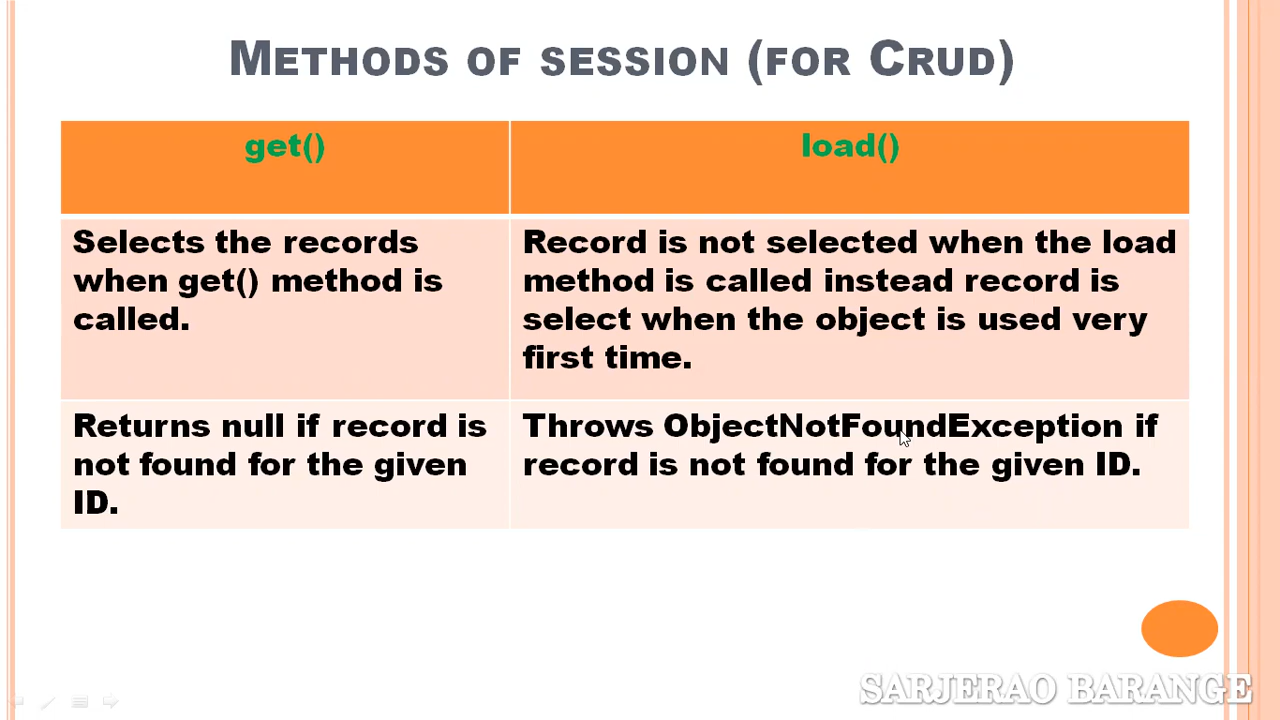 METHODS OF SESSION (FOR CRUD)
get()
load()
Selects the records
when get() method is
called.
Record is not selected when the load
method is called instead record is
select when the object is used very
first time.
Returns null if record is
not found for the given
ID.
Throws ObjectNotFoundException if
record is not found for the given ID.
SARJERAO BARANGE